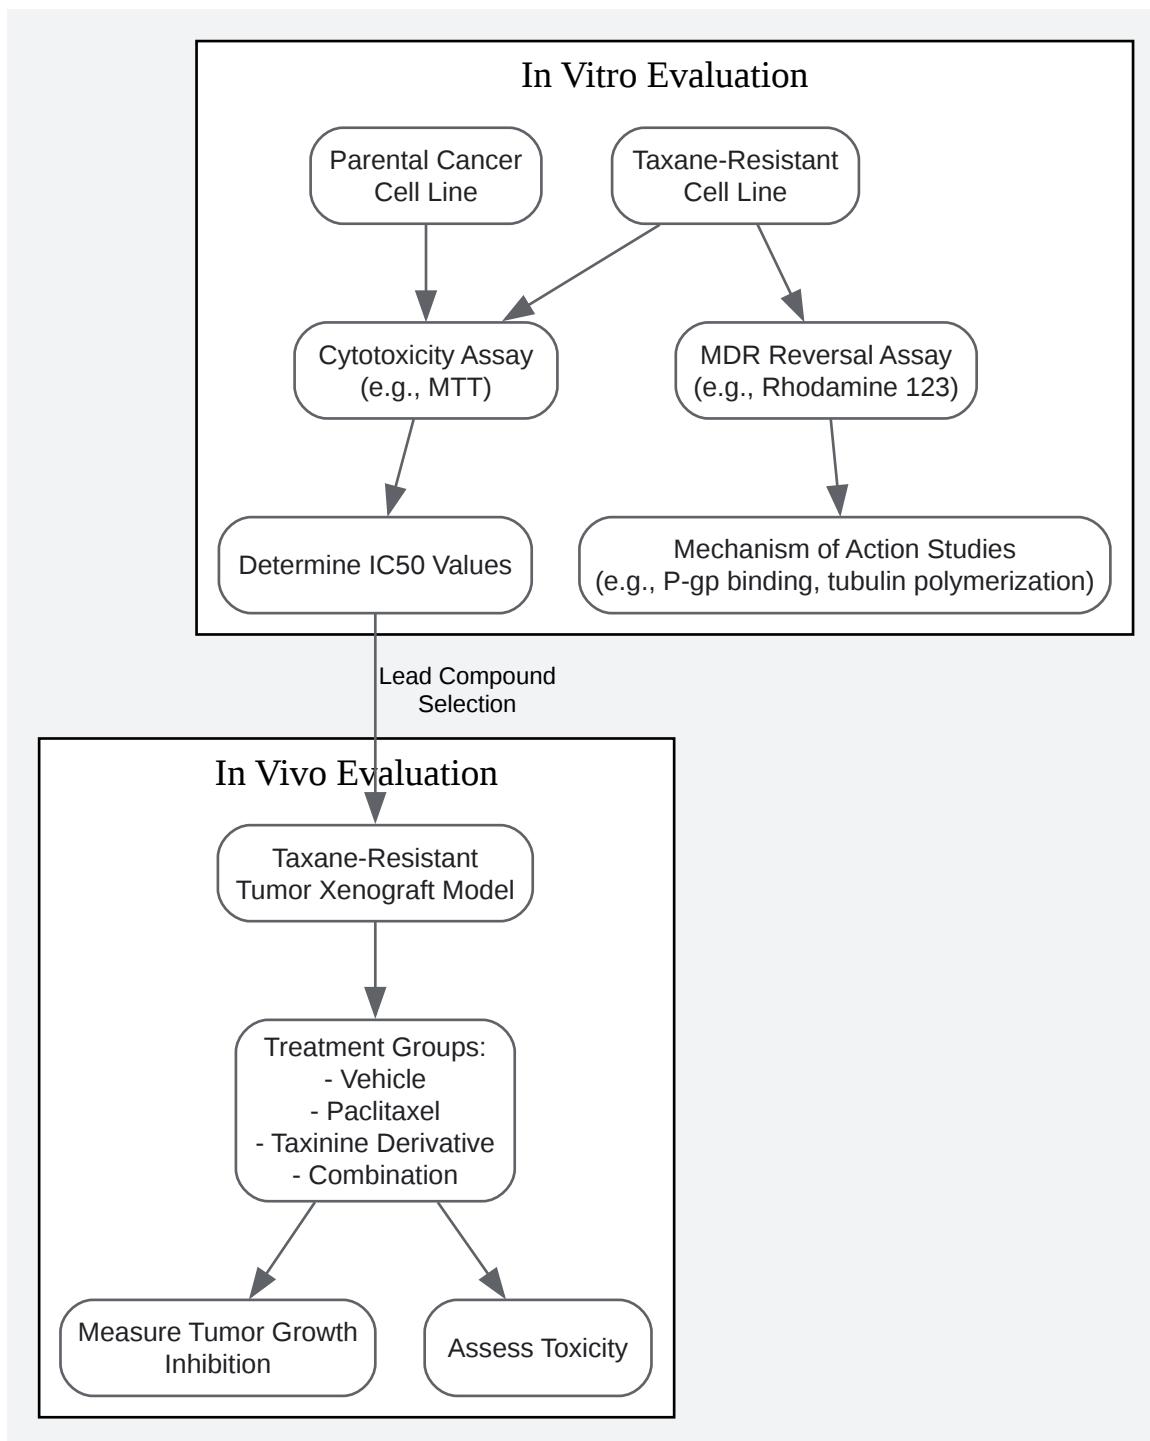 In Vitro Evaluation
Parental Cancer
Cell Line
Taxane-Resistant
Cell Line
Cytotoxicity Assay
(e.g., MTT)
MDR Reversal Assay
(e.g., Rhodamine 123)
Determine IC50 Values
Mechanism of Action Studies
(e.g., P-gp binding, tubulin polymerization)
Lead Compound
Selection
In Vivo Evaluation
Taxane-Resistant
Tumor Xenograft Model
Treatment Groups:
- Vehicle
- Paclitaxel
- Taxinine Derivative
- Combination
Measure Tumor Growth
Inhibition
Assess Toxicity